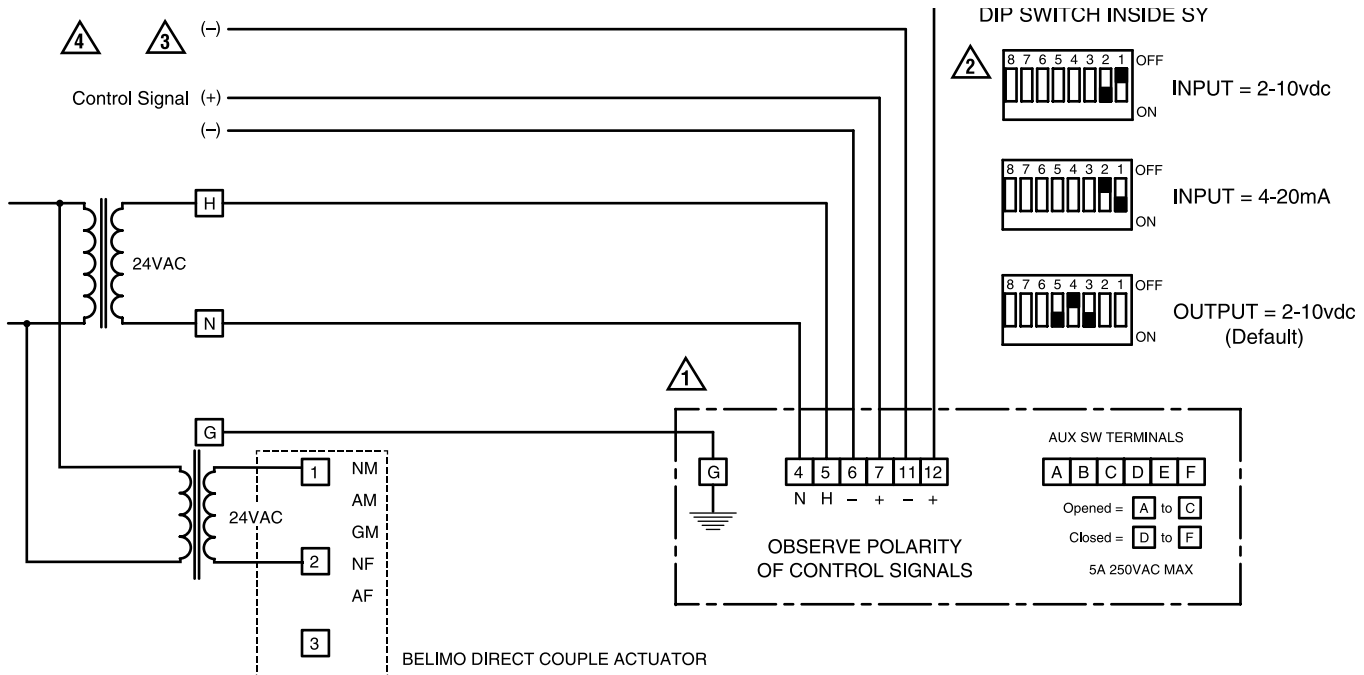 DIP SWITCH INSIDE SY
4
3
(–)
Control Signal (+)
(–)
2
8 7 6 5 4 3 2 1 OFF
ON
INPUT = 2-10vdc
8 7 6 5 4 3 2 1 OFF
ON
INPUT = 4-20mA
8 7 6 5 4 3 2 1 OFF
ON
OUTPUT = 2-10vdc
(Default)
H
24VAC
N
1
G
1
2
3
24VAC
NM
AM
GM
NF
AF
BELIMO DIRECT COUPLE ACTUATOR
G
4 5 6 7 11 12
N H – + – +
OBSERVE POLARITY
OF CONTROL SIGNALS
AUX SW TERMINALS
A B C D E F
Opened = A to C
Closed = D to F
5A 250VAC MAX